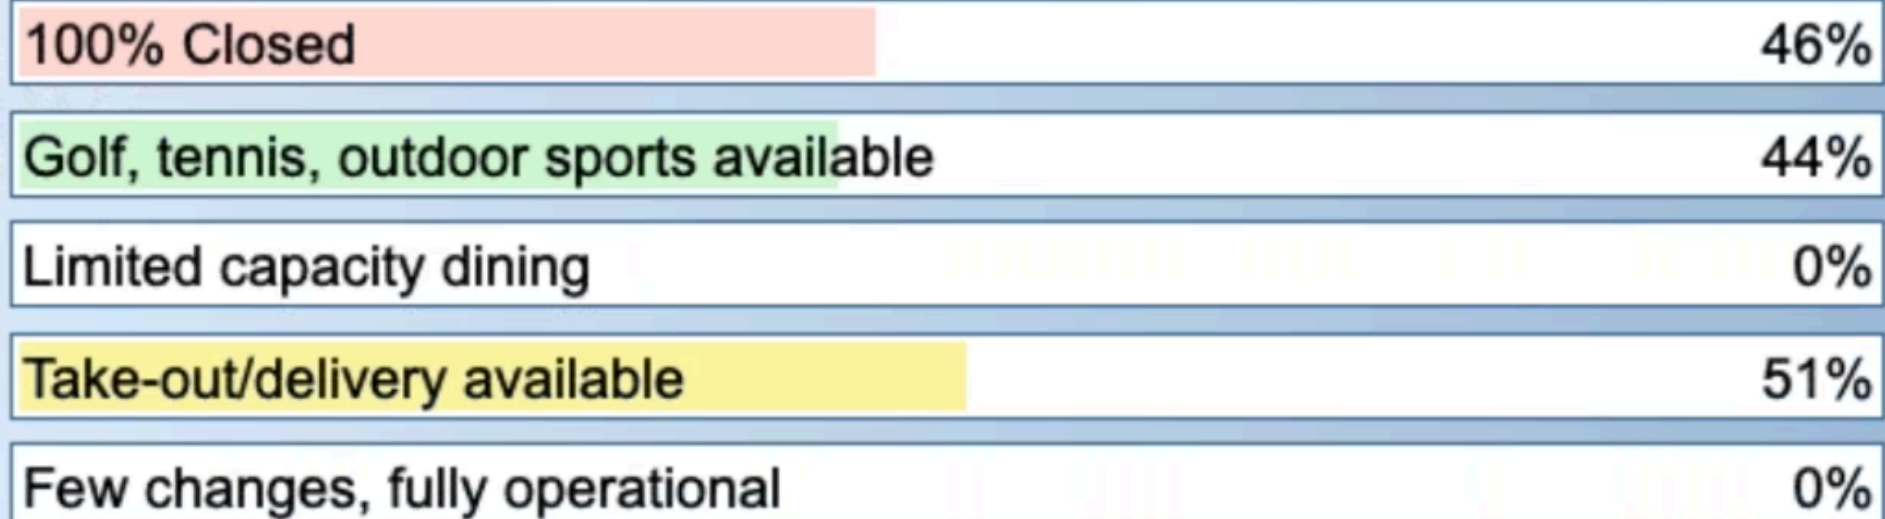 100% Closed 46%
Golf, tennis, outdoor sports available 44%
Limited capacity dining 0%
Take-out/delivery available 51%
Few changes, fully operational 0%